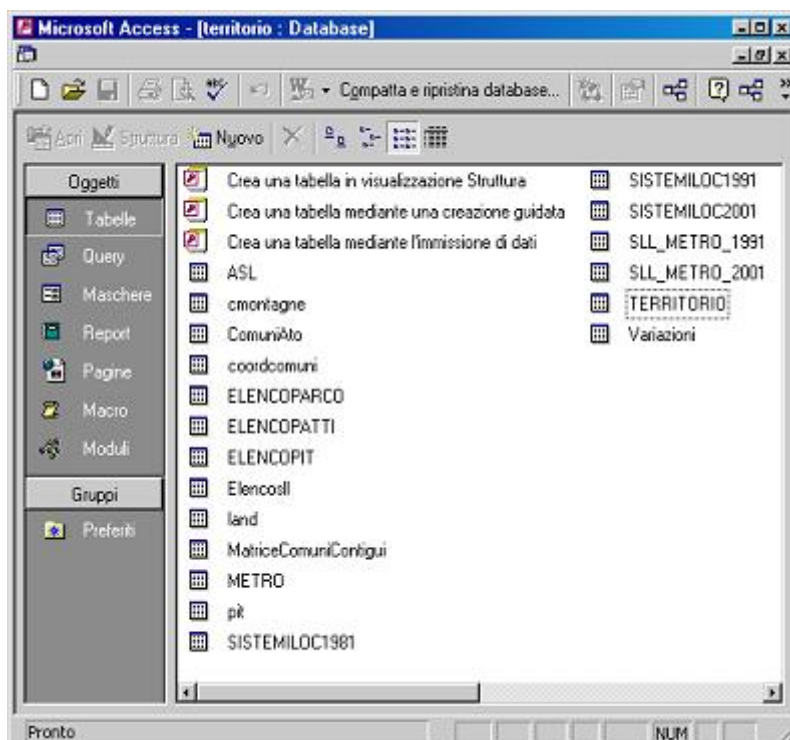 Microsoft Access - [territorio : Database]
Compatta e ripristina database...
Apri Struttura Nuovo
Oggetti
Tabelle
Query
Maschere
Report
Pagine
Macro
Moduli
Gruppi
Preferiti
Crea una tabella in visualizzazione Struttura
Crea una tabella mediante una creazione guidata
Crea una tabella mediante l'immissione di dati
ASL
cmontagne
ComuniAto
coordcomuni
ELENCOPARCO
ELENCOPATTI
ELENCOPIT
Elencosll
land
MatriceComuniContigui
METRO
pit
SISTEMILOC1981
SISTEMILOC1991
SISTEMILOC2001
SLL_METRO_1991
SLL_METRO_2001
TERRITORIO
Variazioni
Pronto
NUM